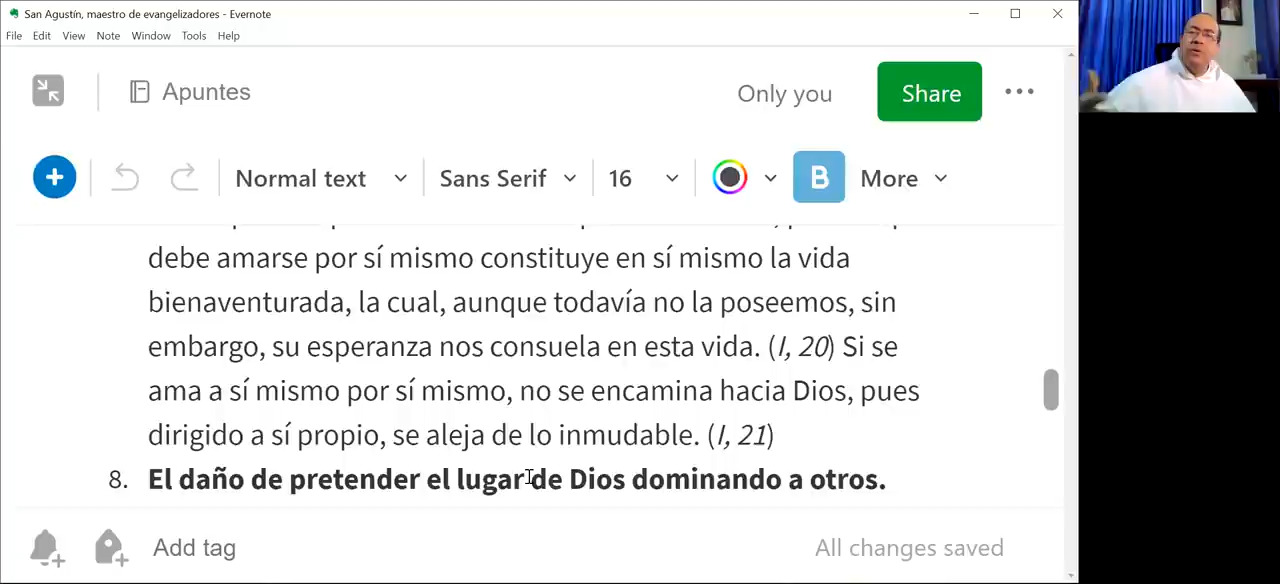 San Agustín, maestro de evangelizadores - Evernote
File Edit View Note Window Tools Help
Apuntes
Only you
Share
Normal text
Sans Serif
16
B
More
debe amarse por sí mismo constituye en sí mismo la vida
bienaventurada, la cual, aunque todavía no la poseemos, sin
embargo, su esperanza nos consuela en esta vida. (I, 20) Si se
ama a sí mismo por sí mismo, no se encamina hacia Dios, pues
dirigido a sí propio, se aleja de lo inmudable. (I, 21)
8. El daño de pretender el lugar de Dios dominando a otros.
Add tag
All changes saved